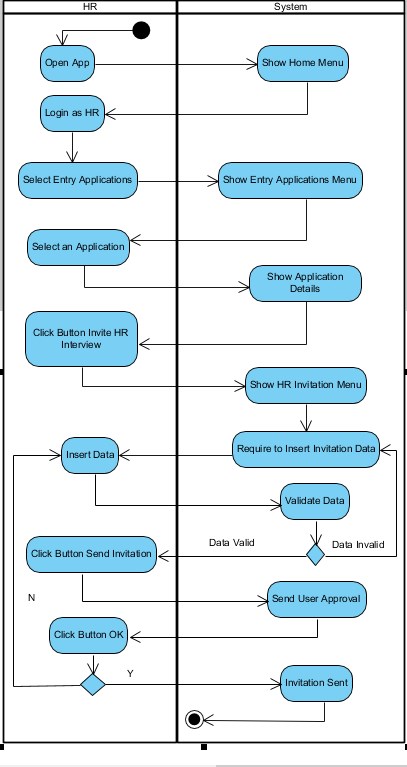 HR
System
Open App
Show Home Menu
Login as HR
Select Entry Applications
Show Entry Applications Menu
Select an Application
Show Application
Details
Click Button Invite HR
Interview
Show HR Invitation Menu
Require to Insert Invitation Data
Insert Data
Validate Data
Data Valid
Data Invalid
Click Button Send Invitation
N
Send User Approval
Click Button OK
Y
Invitation Sent